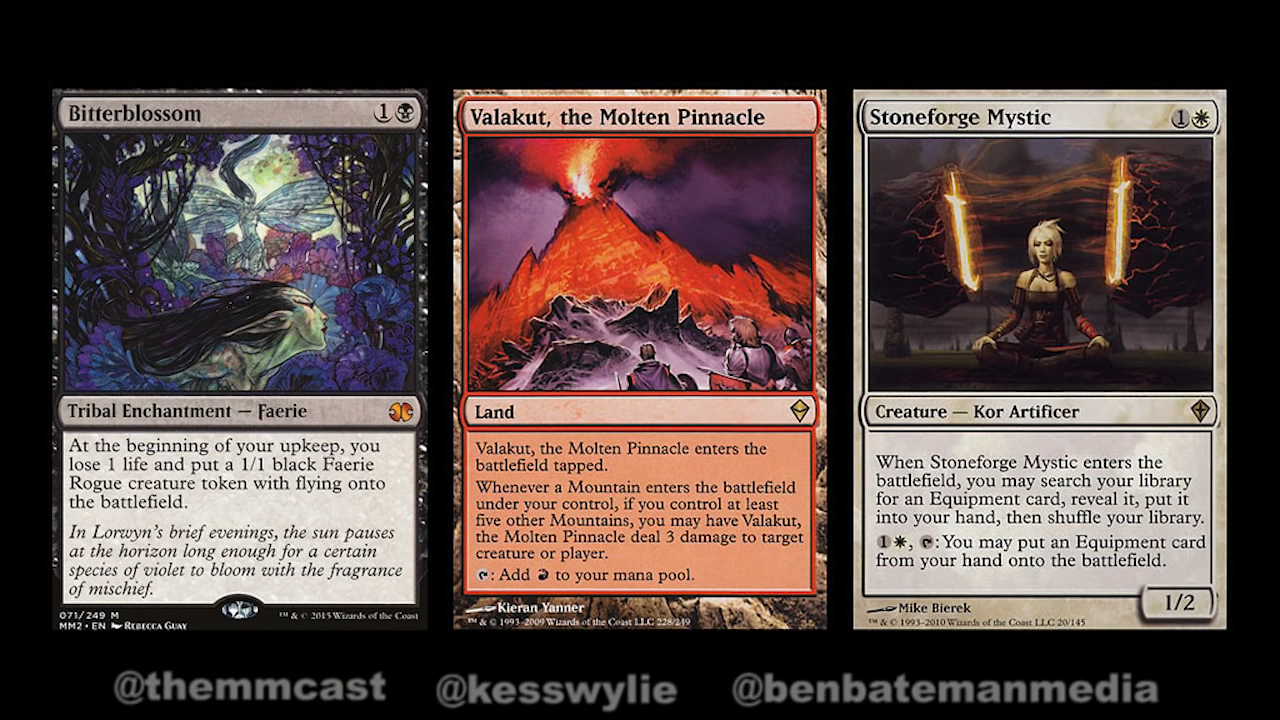 Bitterblossom 1
Tribal Enchantment — Faerie
At the beginning of your upkeep, you
lose 1 life and put a 1/1 black Faerie
Rogue creature token with flying onto
the battlefield.
In Lorwyn's brief evenings, the sun pauses
at the horizon long enough for a certain
species of violet to bloom with the fragrance
of mischief.
071/249 M
MM2 • EN Rebecca Guay
™ & © 2015 Wizards of the Coast
Valakut, the Molten Pinnacle
Land
Valakut, the Molten Pinnacle enters the
battlefield tapped.
Whenever a Mountain enters the battlefield
under your control, if you control at least
five other Mountains, you may have Valakut,
the Molten Pinnacle deal 3 damage to target
creature or player.
: Add to your mana pool.
Kieran Yanner
™ & © 1993–2009 Wizards of the Coast LLC 228/249
Stoneforge Mystic 1
Creature — Kor Artificer
When Stoneforge Mystic enters the
battlefield, you may search your library
for an Equipment card, reveal it, put it
into your hand, then shuffle your library.
1, : You may put an Equipment card
from your hand onto the battlefield.
1/2
Mike Bierek
™ & © 1993–2010 Wizards of the Coast LLC 20/145
@themmcast @kesswylie @benbatemanmedia